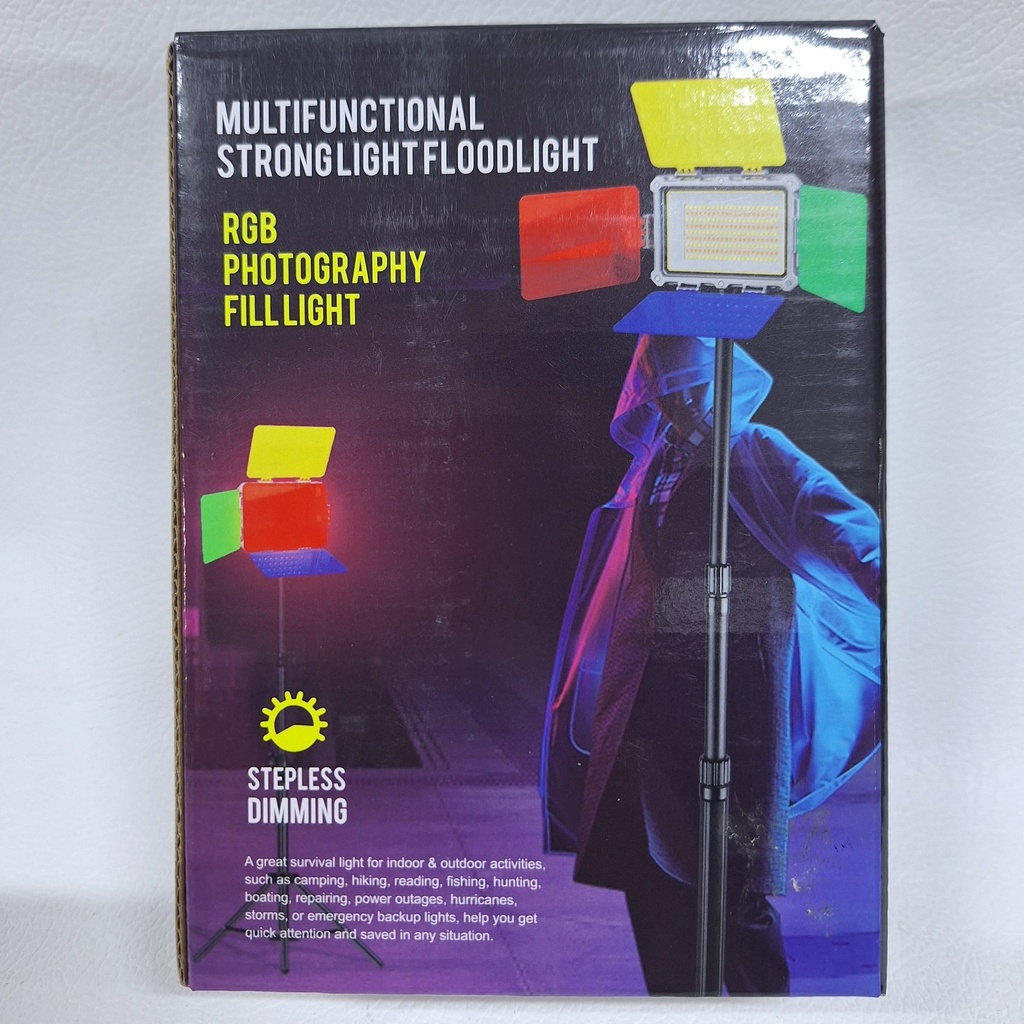 MULTIFUNCTIONAL
STRONG LIGHT FLOODLIGHT
RGB
PHOTOGRAPHY
FILL LIGHT
STEPLESS
DIMMING
A great survival light for indoor & outdoor activities,
such as camping, hiking, reading, fishing, hunting,
boating, repairing, power outages, hurricanes,
storms, or emergency backup lights, help you get
quick attention and saved in any situation.